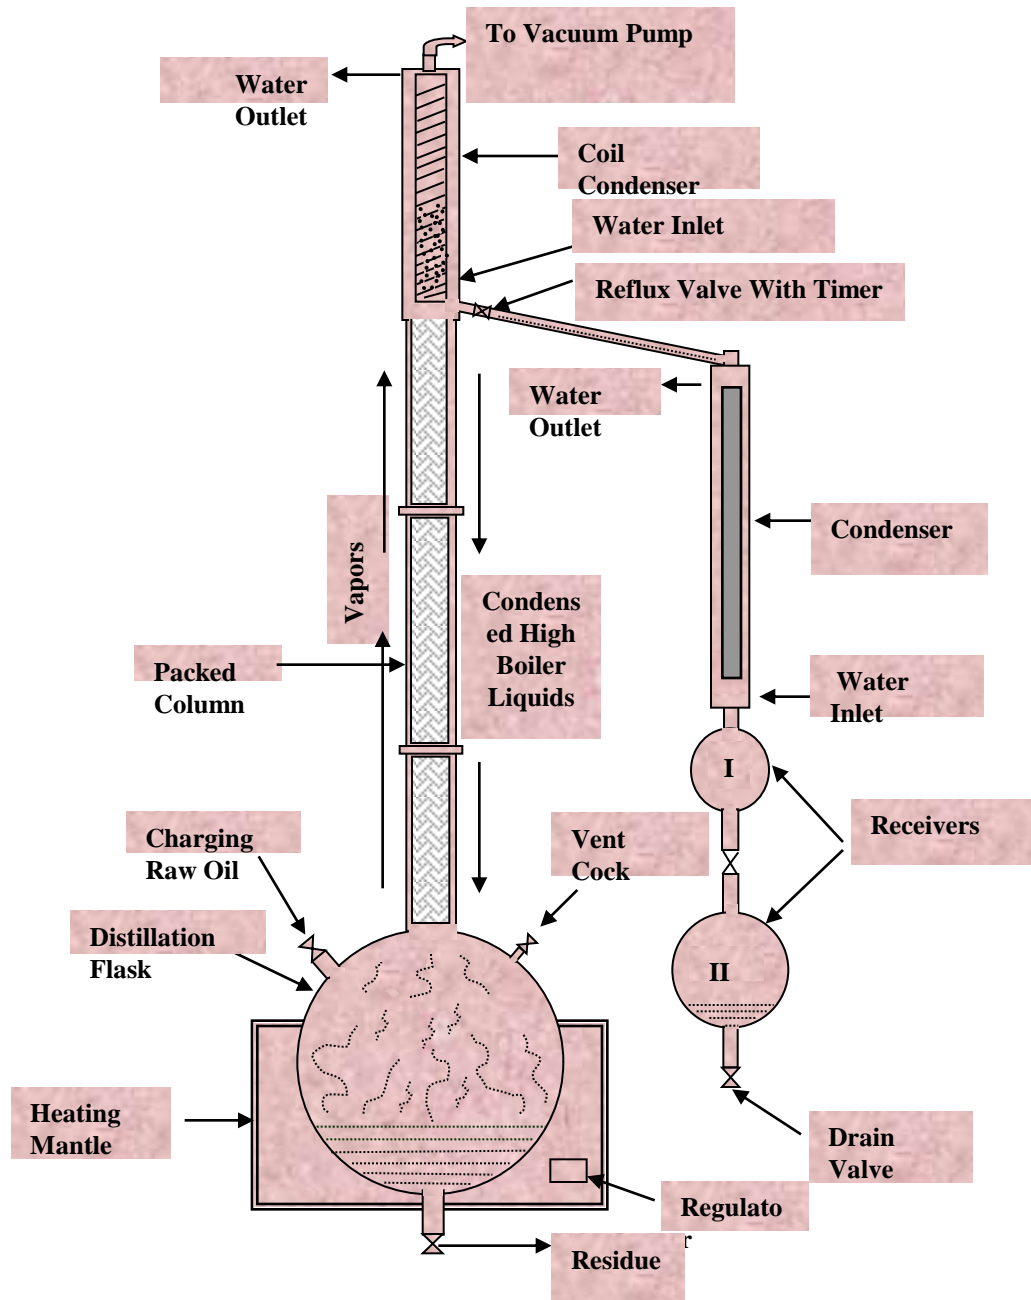 To Vacuum Pump
Water
Outlet
Coil
Condenser
Water Inlet
Reflux Valve With Timer
Water
Outlet
Vapors
Condenser
Condens
ed High
Boiler
Liquids
Packed
Column
Water
Inlet
I
Charging
Raw Oil
Vent
Cock
Receivers
Distillation
Flask
II
Heating
Mantle
Drain
Valve
Regulato
r
Residue